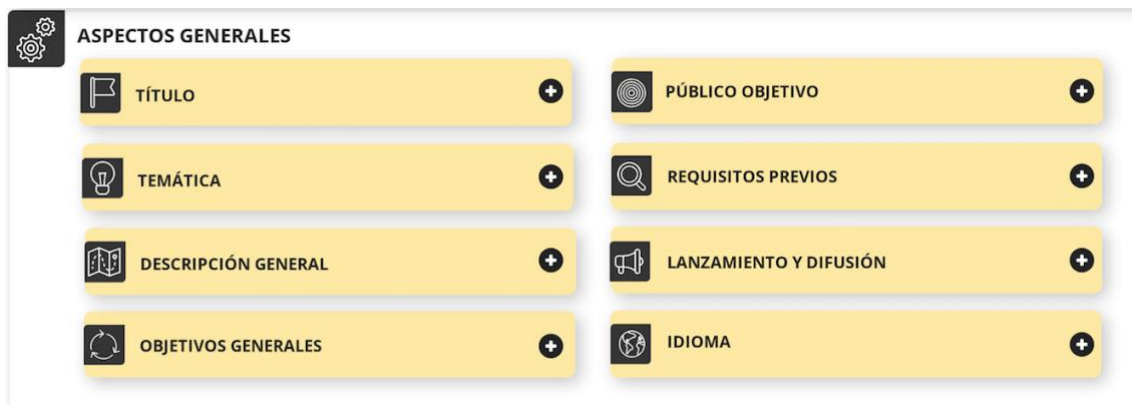 ASPECTOS GENERALES
TÍTULO
TEMÁTICA
DESCRIPCIÓN GENERAL
OBJETIVOS GENERALES
PÚBLICO OBJETIVO
REQUISITOS PREVIOS
LANZAMIENTO Y DIFUSIÓN
IDIOMA